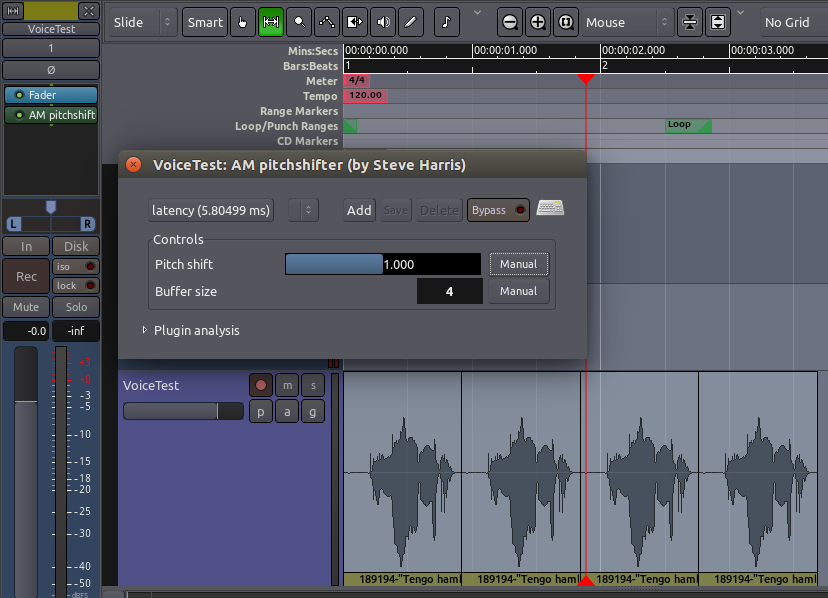 Slide
Smart
Mouse
No Grid
VoiceTest
1
Ø
Fader
AM pitchshift
L
R
In
Disk
Rec
iso
lock
Mute
Solo
-0.0
-inf
-3
-5
-10
-15
-18
-20
-25
-30
-40
-50
dBFS
Mins:Secs
00:00:00.000
00:00:01.000
00:00:02.000
00:00:03.000
Bars:Beats
1
2
Meter
4/4
Tempo
120.00
Range Markers
Loop/Punch Ranges
Loop
CD Markers
VoiceTest: AM pitchshifter (by Steve Harris)
latency (5.80499 ms)
Add
Save
Delete
Bypass
Controls
Pitch shift
1.000
Manual
Buffer size
4
Manual
Plugin analysis
VoiceTest
m
s
p
a
g
189194-"Tengo haml
189194-"Tengo haml
189194-"Tengo haml
189194-"Tengo haml